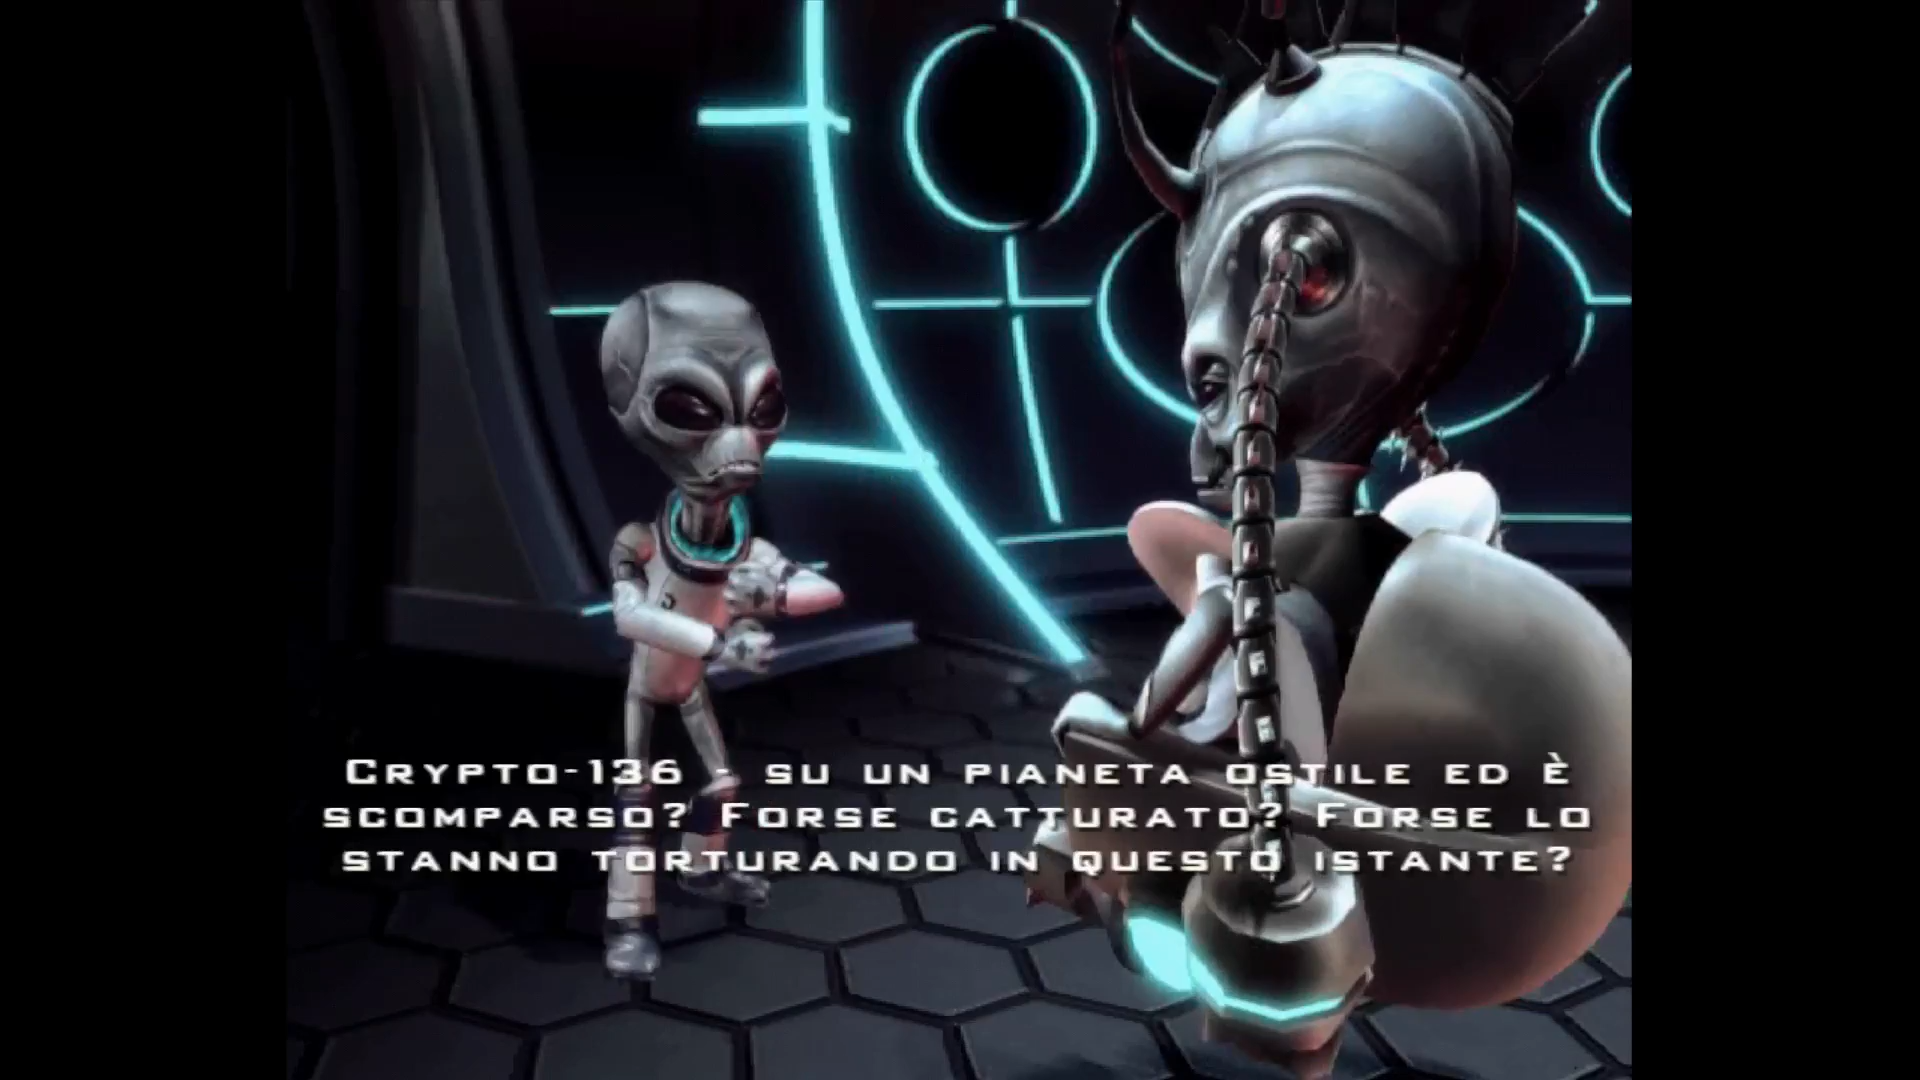 Crypto-136 - su un pianeta ostile ed è
scomparso? Forse catturato? Forse lo
stanno torturando in questo istante?